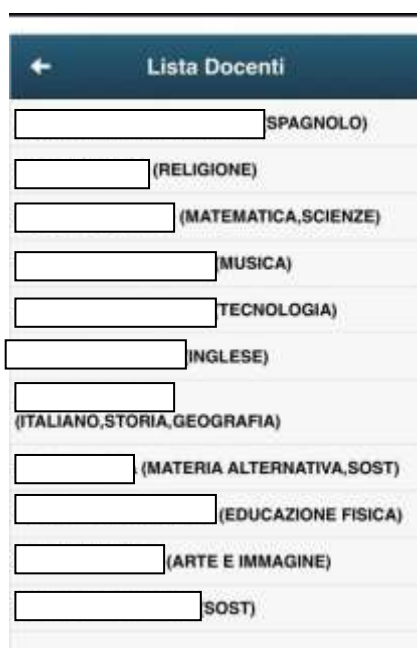 Lista Docenti
SPAGNOLO)
(RELIGIONE)
(MATEMATICA,SCIENZE)
(MUSICA)
(TECNOLOGIA)
(INGLESE)
(ITALIANO,STORIA,GEOGRAFIA)
(MATERIA ALTERNATIVA,SOST)
(EDUCAZIONE FISICA)
(ARTE E IMMAGINE)
(SOST)